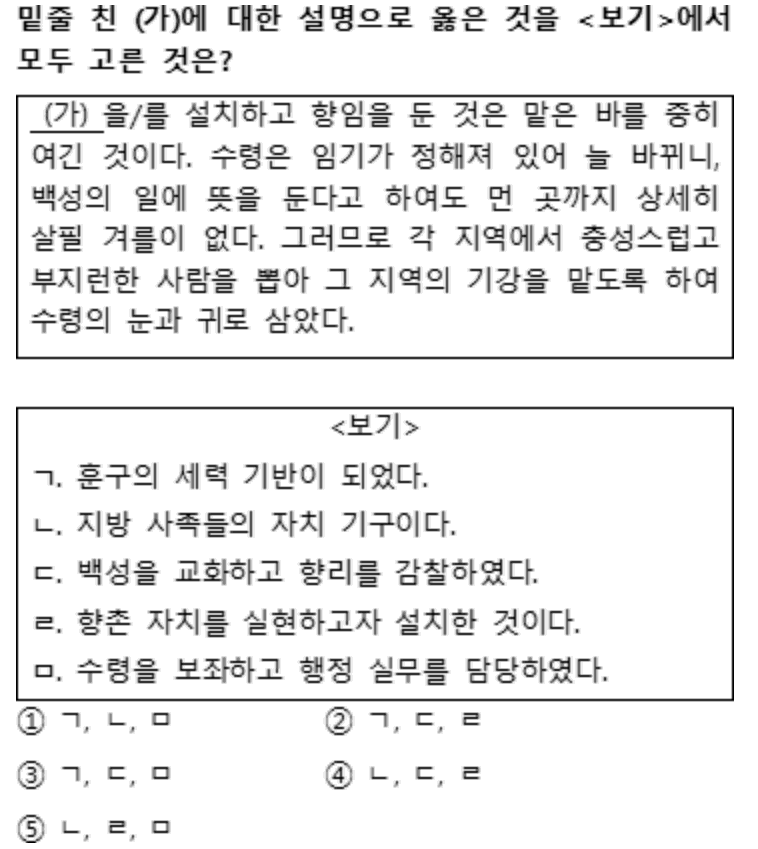 밑줄 친 (가)에 대한 설명으로 옳은 것을 <보기>에서
모두 고른 것은?
(가) 을/를 설치하고 향임을 둔 것은 맡은 바를 중히
여긴 것이다. 수령은 임기가 정해져 있어 늘 바뀌니,
백성의 일에 뜻을 둔다고 하여도 먼 곳까지 상세히
살필 겨를이 없다. 그러므로 각 지역에서 충성스럽고
부지런한 사람을 뽑아 그 지역의 기강을 맡도록 하여
수령의 눈과 귀로 삼았다.
<보기>
ㄱ. 훈구의 세력 기반이 되었다.
ㄴ. 지방 사족들의 자치 기구이다.
ㄷ. 백성을 교화하고 향리를 감찰하였다.
ㄹ. 향촌 자치를 실현하고자 설치한 것이다.
ㅁ. 수령을 보좌하고 행정 실무를 담당하였다.
① ㄱ, ㄴ, ㅁ ② ㄱ, ㄷ, ㄹ
③ ㄱ, ㄷ, ㅁ ④ ㄴ, ㄷ, ㄹ
⑤ ㄴ, ㄹ, ㅁ